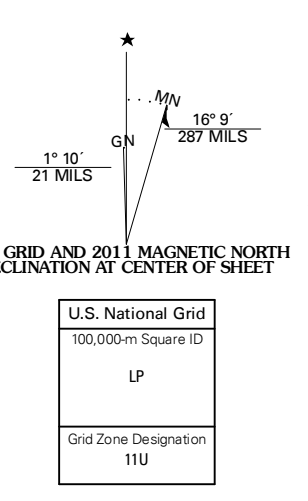 ★
MN
GN
16° 9´
287 MILS
1° 10´
21 MILS
GRID AND 2011 MAGNETIC NORTH
CLINATION AT CENTER OF SHEET
U.S. National Grid
100,000-m Square ID
LP
Grid Zone Designation
11U